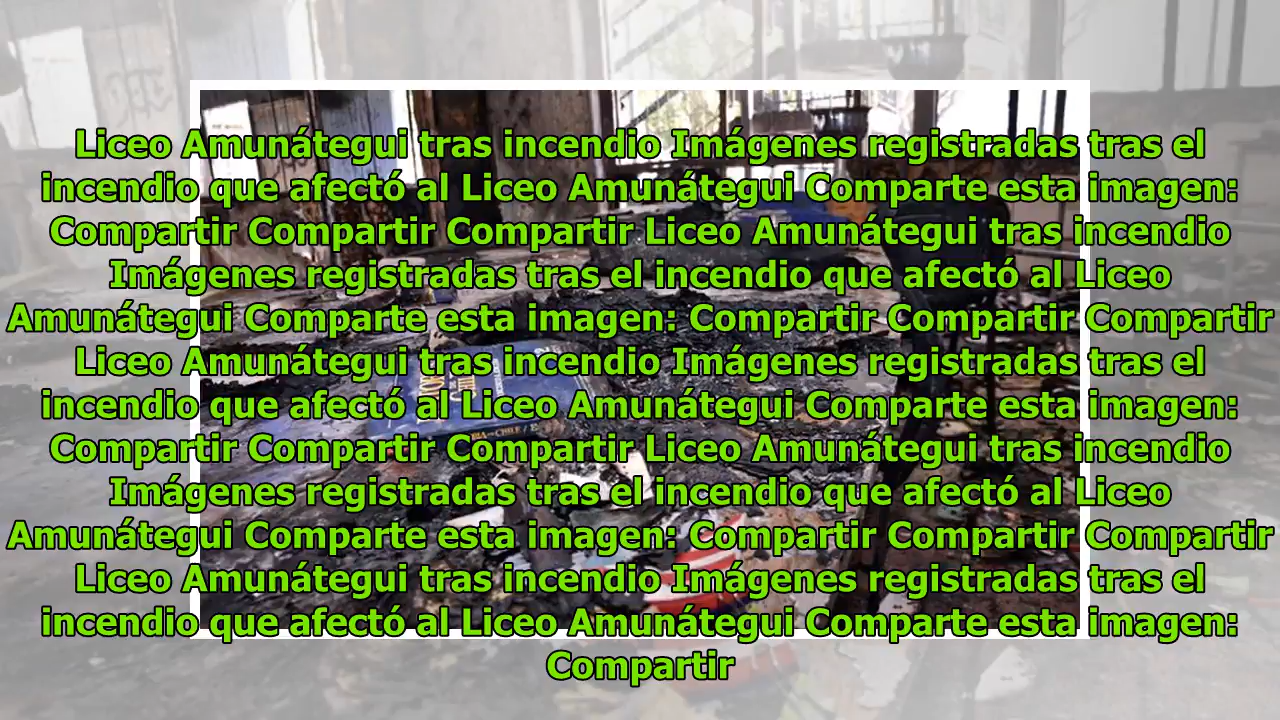 Liceo Amunátegui tras incendio Imágenes registradas tras el
incendio que afectó al Liceo Amunátegui Comparte esta imagen:
Compartir Compartir Compartir Liceo Amunátegui tras incendio
Imágenes registradas tras el incendio que afectó al Liceo
Amunátegui Comparte esta imagen: Compartir Compartir Compartir
Liceo Amunátegui tras incendio Imágenes registradas tras el
incendio que afectó al Liceo Amunátegui Comparte esta imagen:
Compartir Compartir Compartir Liceo Amunátegui tras incendio
Imágenes registradas tras el incendio que afectó al Liceo
Amunátegui Comparte esta imagen: Compartir Compartir Compartir
Liceo Amunátegui tras incendio Imágenes registradas tras el
incendio que afectó al Liceo Amunátegui Comparte esta imagen:
Compartir